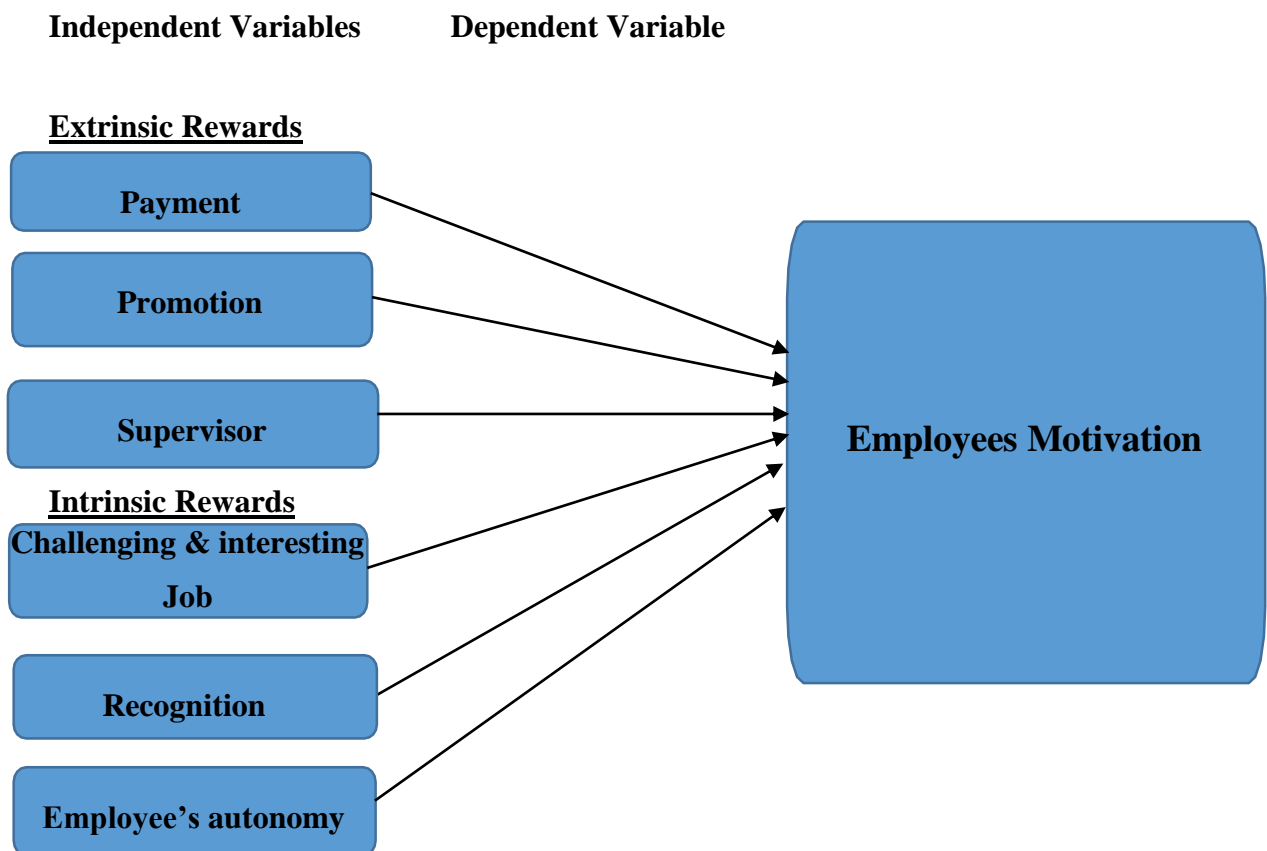 Independent Variables Dependent Variable
Extrinsic Rewards
Payment
Promotion
Supervisor
Employees Motivation
Intrinsic Rewards
Challenging & interesting
Job
Recognition
Employee’s autonomy